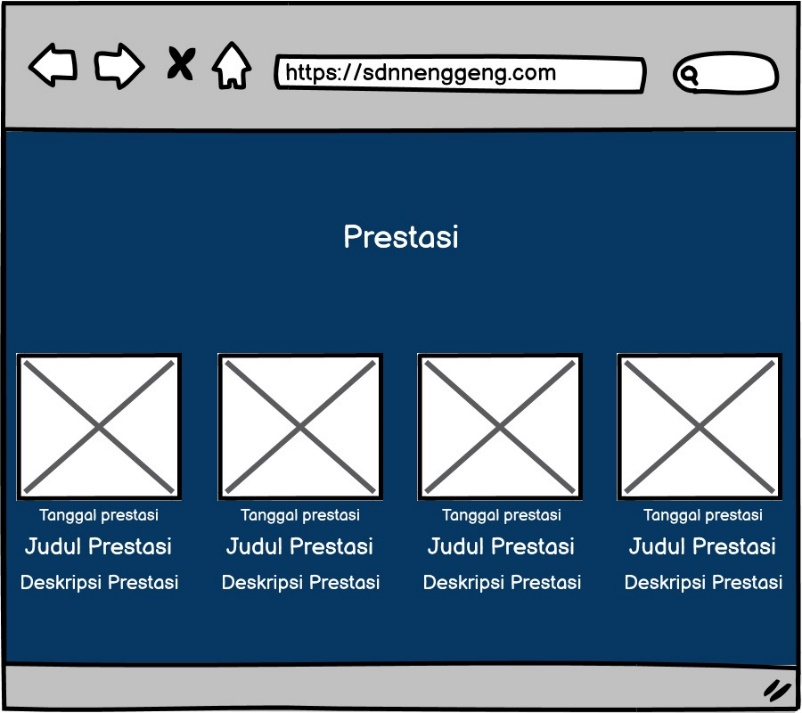 https://sdnnenggeng.com
Prestasi
Tanggal prestasi Tanggal prestasi Tanggal prestasi Tanggal prestasi
Judul Prestasi Judul Prestasi Judul Prestasi Judul Prestasi
Deskripsi Prestasi Deskripsi Prestasi Deskripsi Prestasi Deskripsi Prestasi